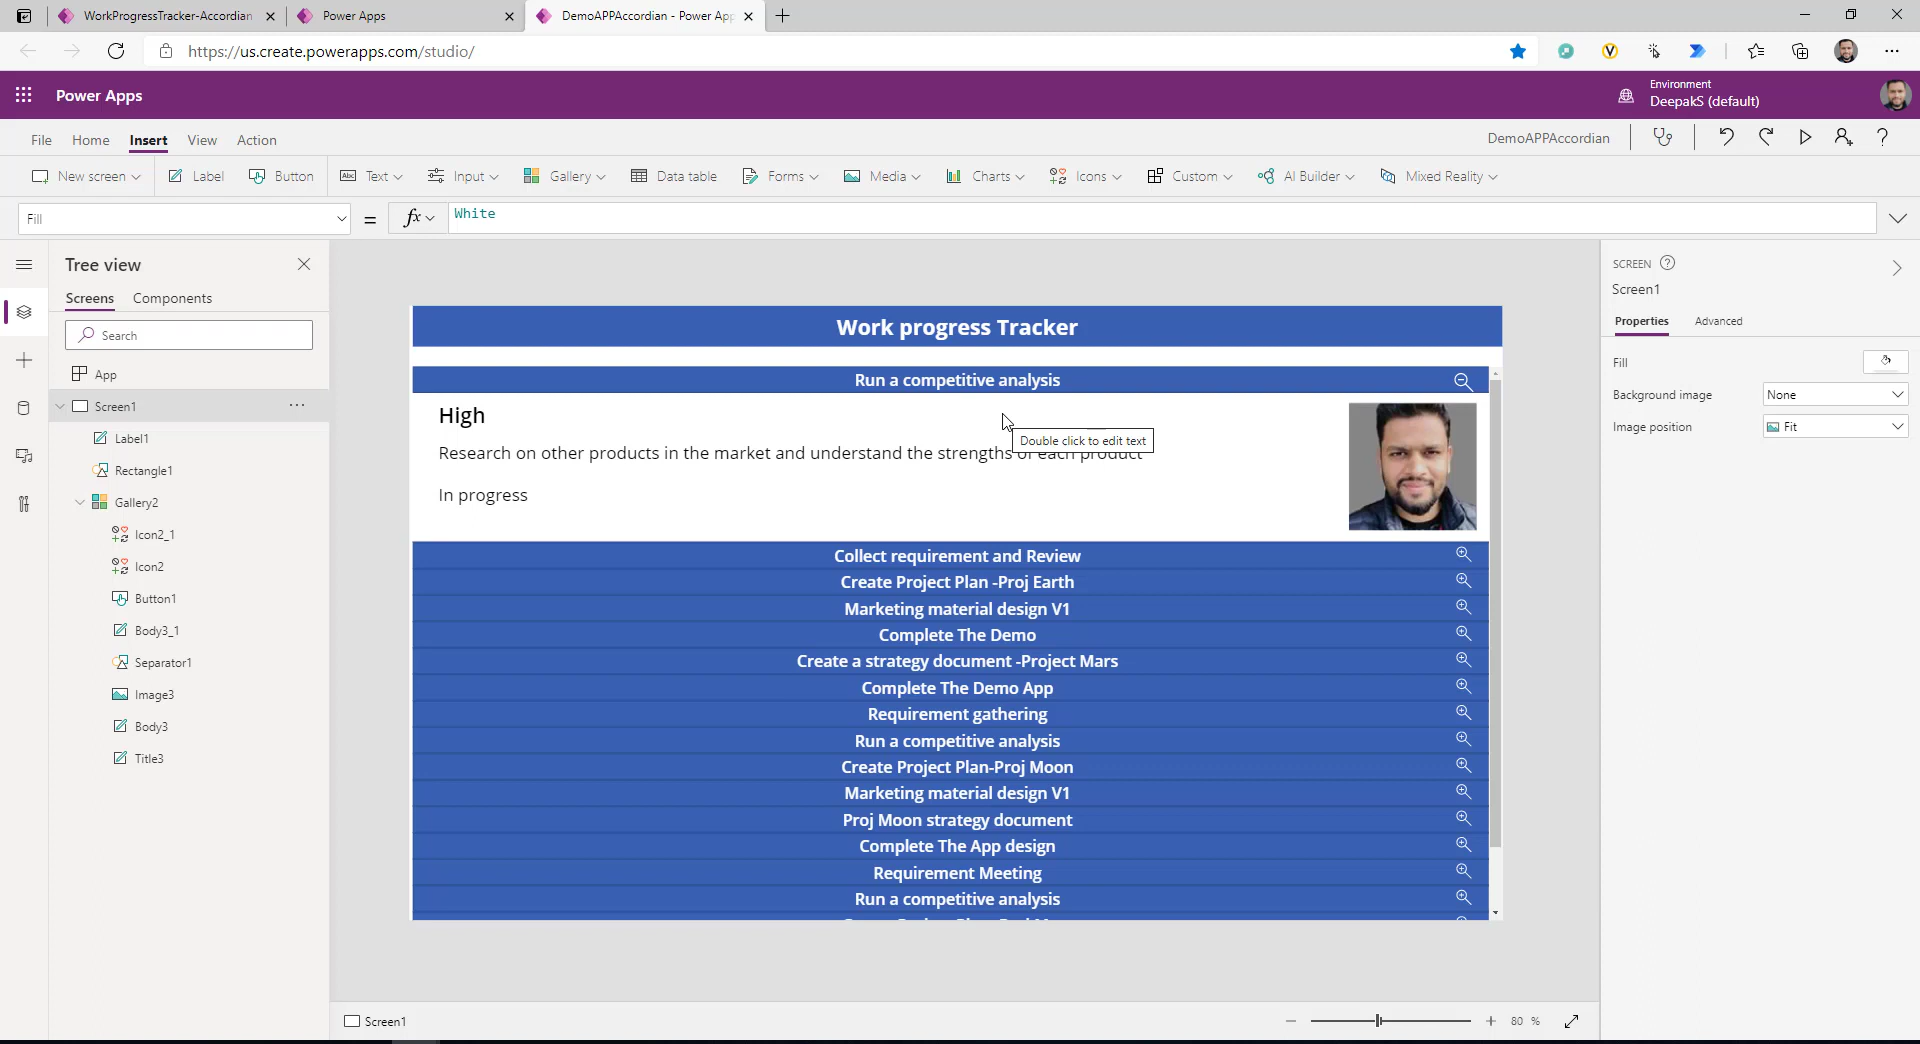 WorkProgressTracker-Accordian
Power Apps
DemoAPPAccordian - Power App
https://us.create.powerapps.com/studio/
Power Apps
Environment
DeepakS (default)
File Home Insert View Action
DemoAPPAccordian
New screen Label Button Text Input Gallery Data table Forms Media Charts Icons Custom AI Builder Mixed Reality
Fill = fx White
Tree view
Screens Components
Search
App
Screen1
Label1
Rectangle1
Gallery2
Icon2_1
Icon2
Button1
Body3_1
Separator1
Image3
Body3
Title3
Work progress Tracker
Run a competitive analysis
High
Double click to edit text
Research on other products in the market and understand the strengths of each product
In progress
Collect requirement and Review
Create Project Plan -Proj Earth
Marketing material design V1
Complete The Demo
Create a strategy document -Project Mars
Complete The Demo App
Requirement gathering
Run a competitive analysis
Create Project Plan-Proj Moon
Marketing material design V1
Proj Moon strategy document
Complete The App design
Requirement Meeting
Run a competitive analysis
SCREEN
Screen1
Properties Advanced
Fill
Background image None
Image position Fit
Screen1
80 %